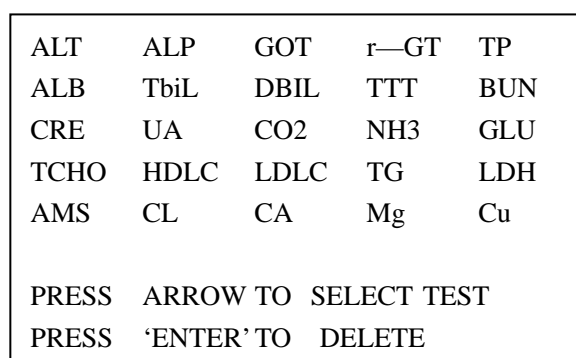 ALT ALP GOT r—GT TP
ALB TbiL DBIL TTT BUN
CRE UA CO2 NH3 GLU
TCHO HDLC LDLC TG LDH
AMS CL CA Mg Cu
PRESS ARROW TO SELECT TEST
PRESS ‘ENTER’ TO DELETE